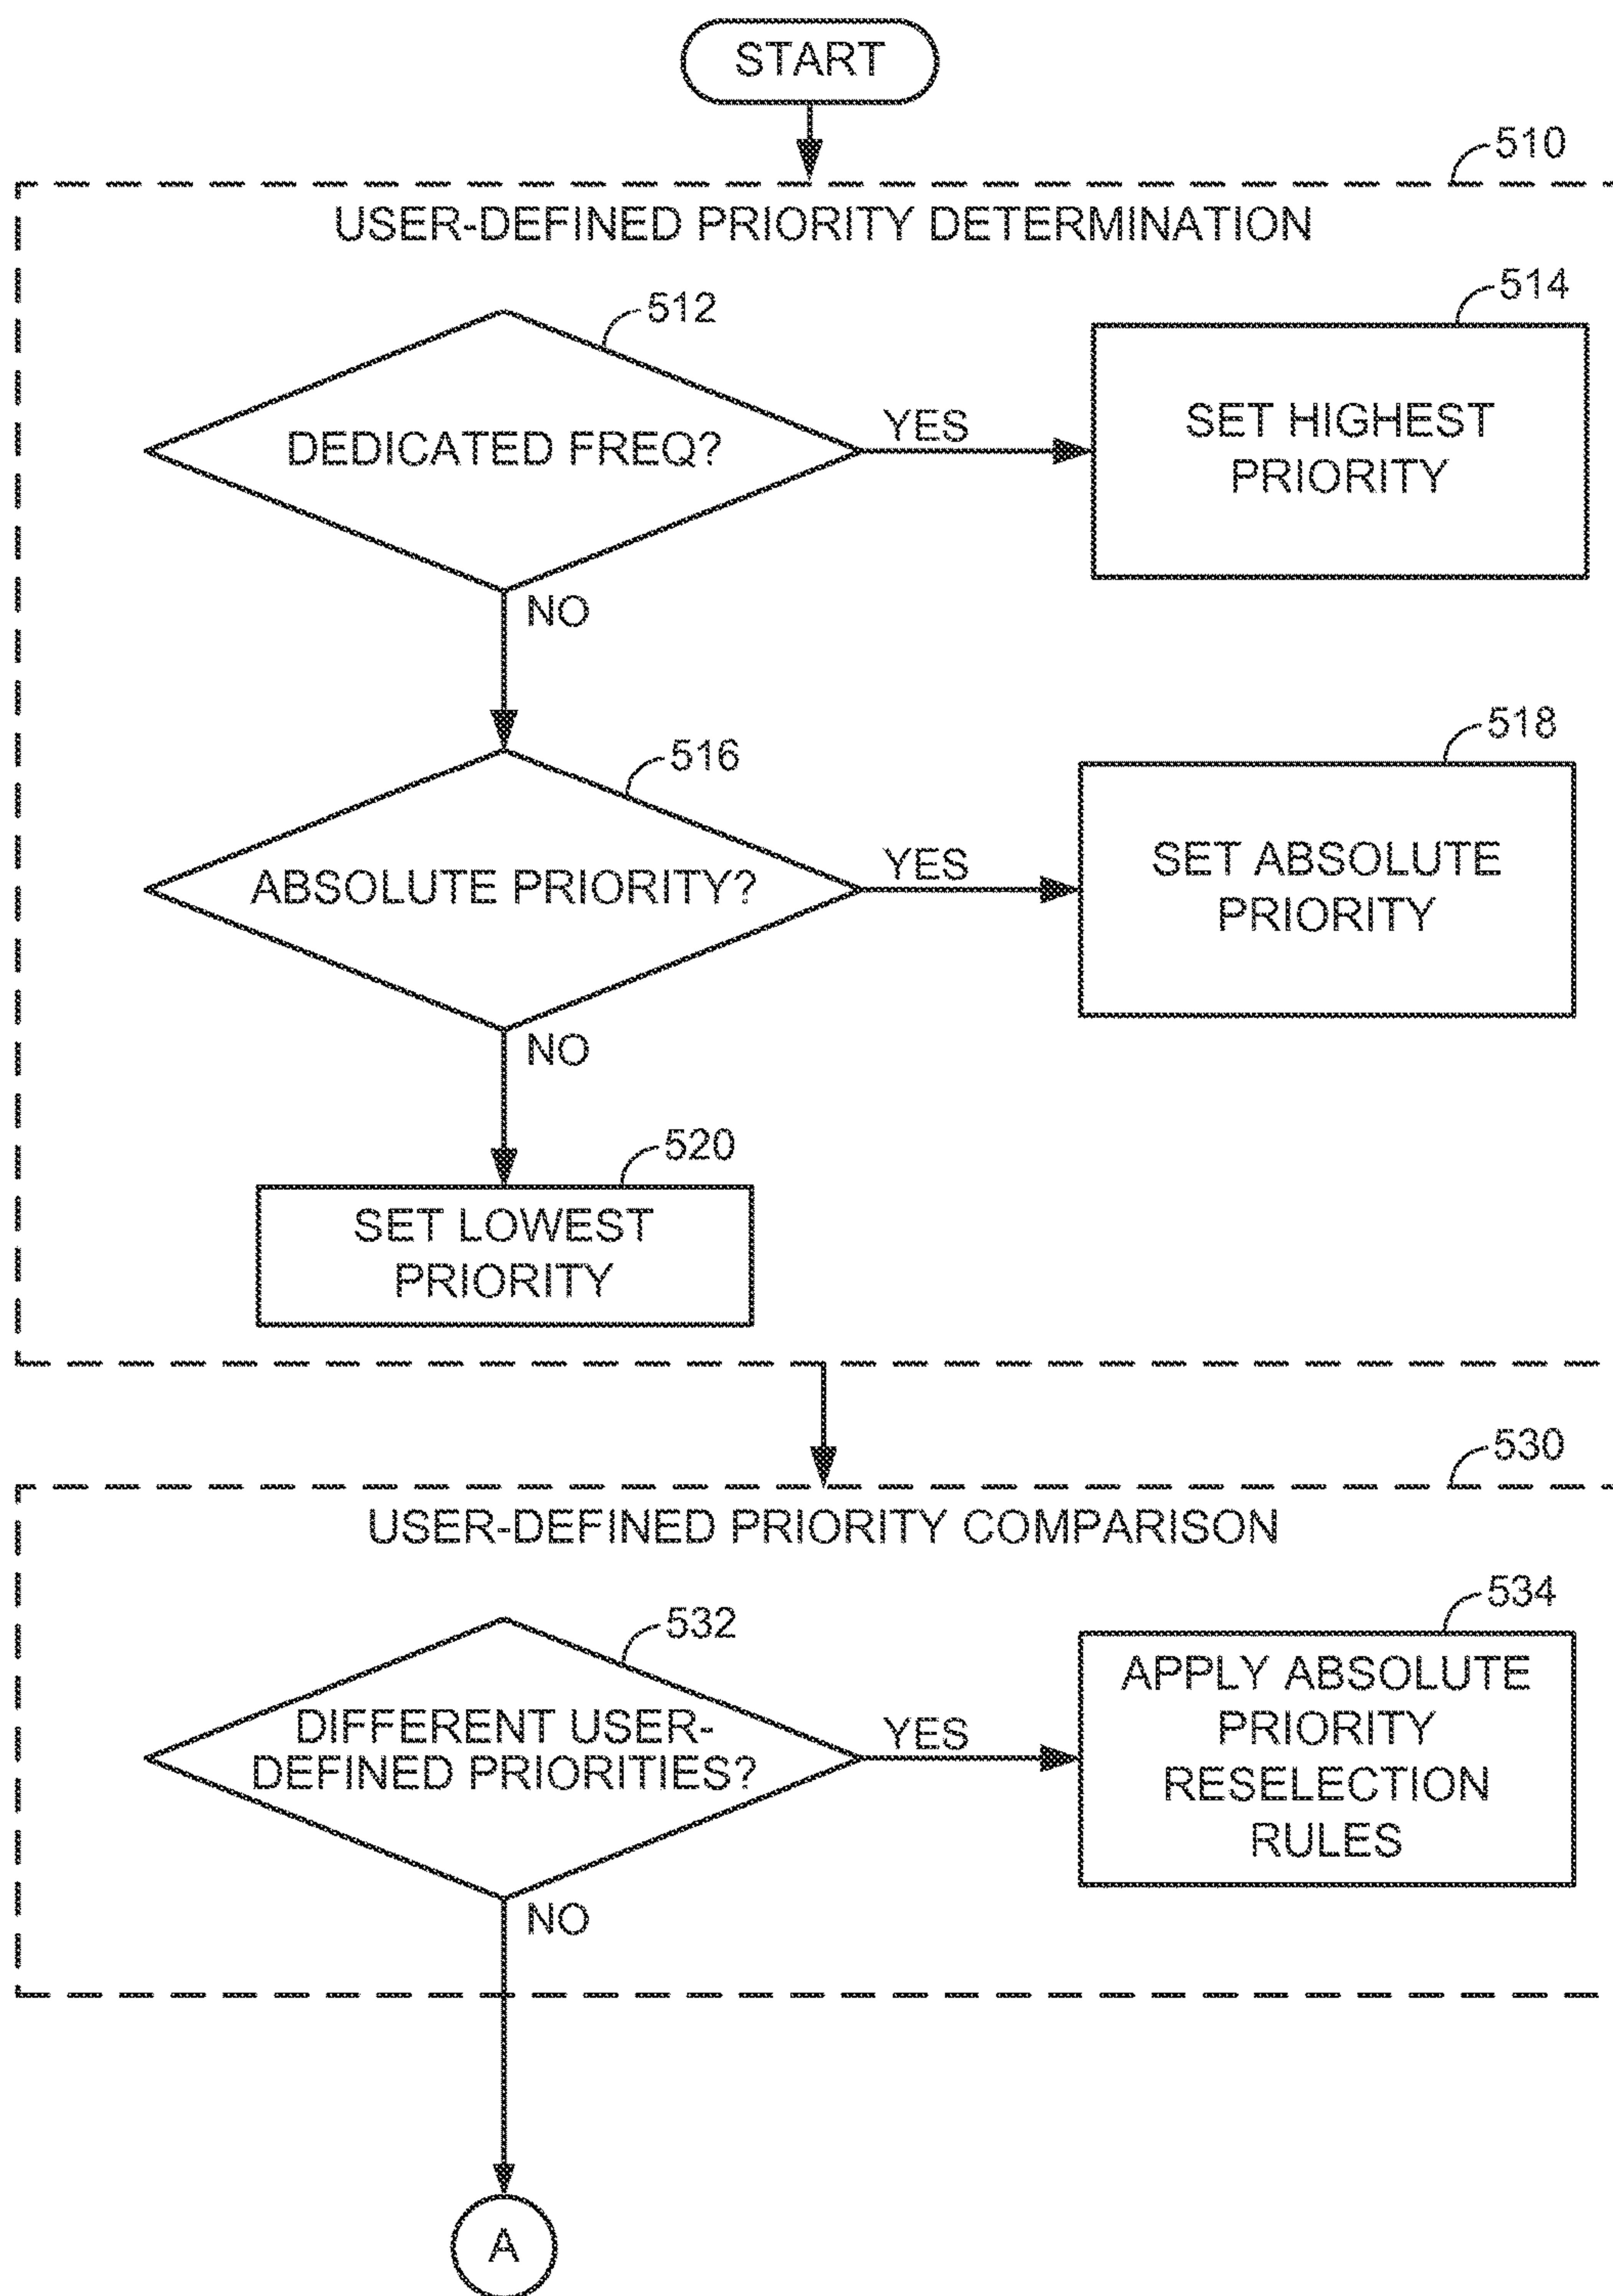 START
510
USER-DEFINED PRIORITY DETERMINATION
512
514
DEDICATED FREQ?
YES
SET HIGHEST
PRIORITY
NO
516
518
ABSOLUTE PRIORITY?
YES
SET ABSOLUTE
PRIORITY
NO
520
SET LOWEST
PRIORITY
530
USER-DEFINED PRIORITY COMPARISON
532
534
DIFFERENT USER-
DEFINED PRIORITIES?
YES
APPLY ABSOLUTE
PRIORITY
RESELECTION
RULES
NO
A